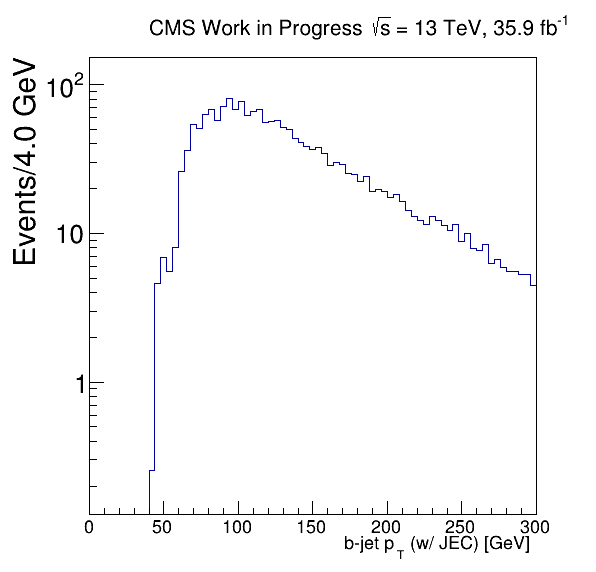 CMS Work in Progress √s = 13 TeV, 35.9 fb⁻¹
Events/4.0 GeV
10²
10
1
0 50 100 150 200 250 300
b-jet p_T (w/ JEC) [GeV]